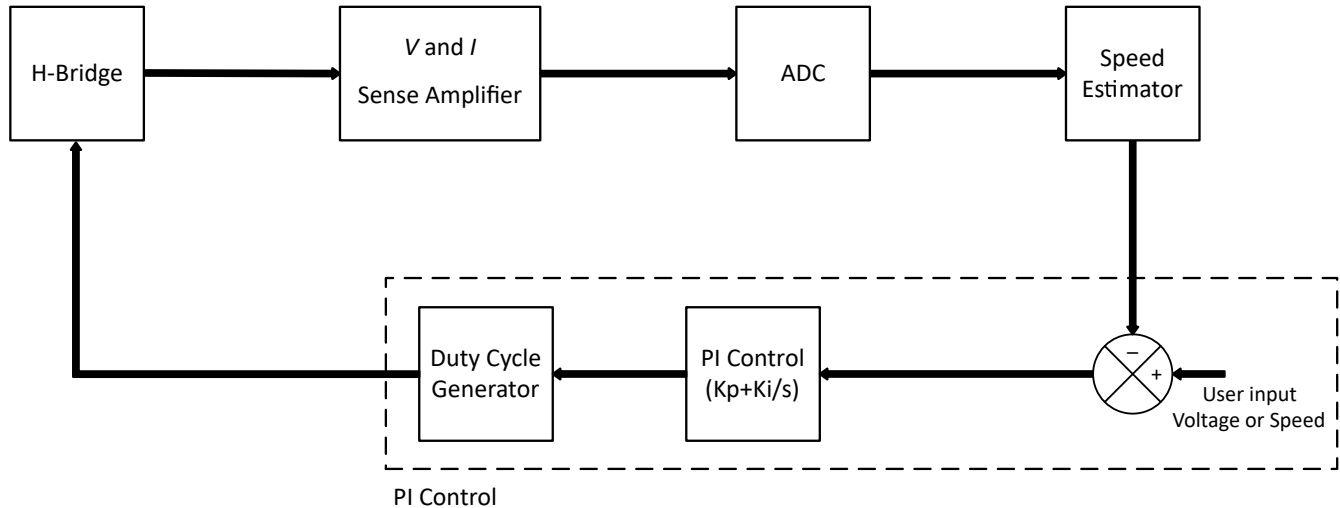 H-Bridge
V and I
Sense Amplifier
ADC
Speed
Estimator
Duty Cycle
Generator
PI Control
(Kp+Ki/s)
−
+
User input
Voltage or Speed
PI Control